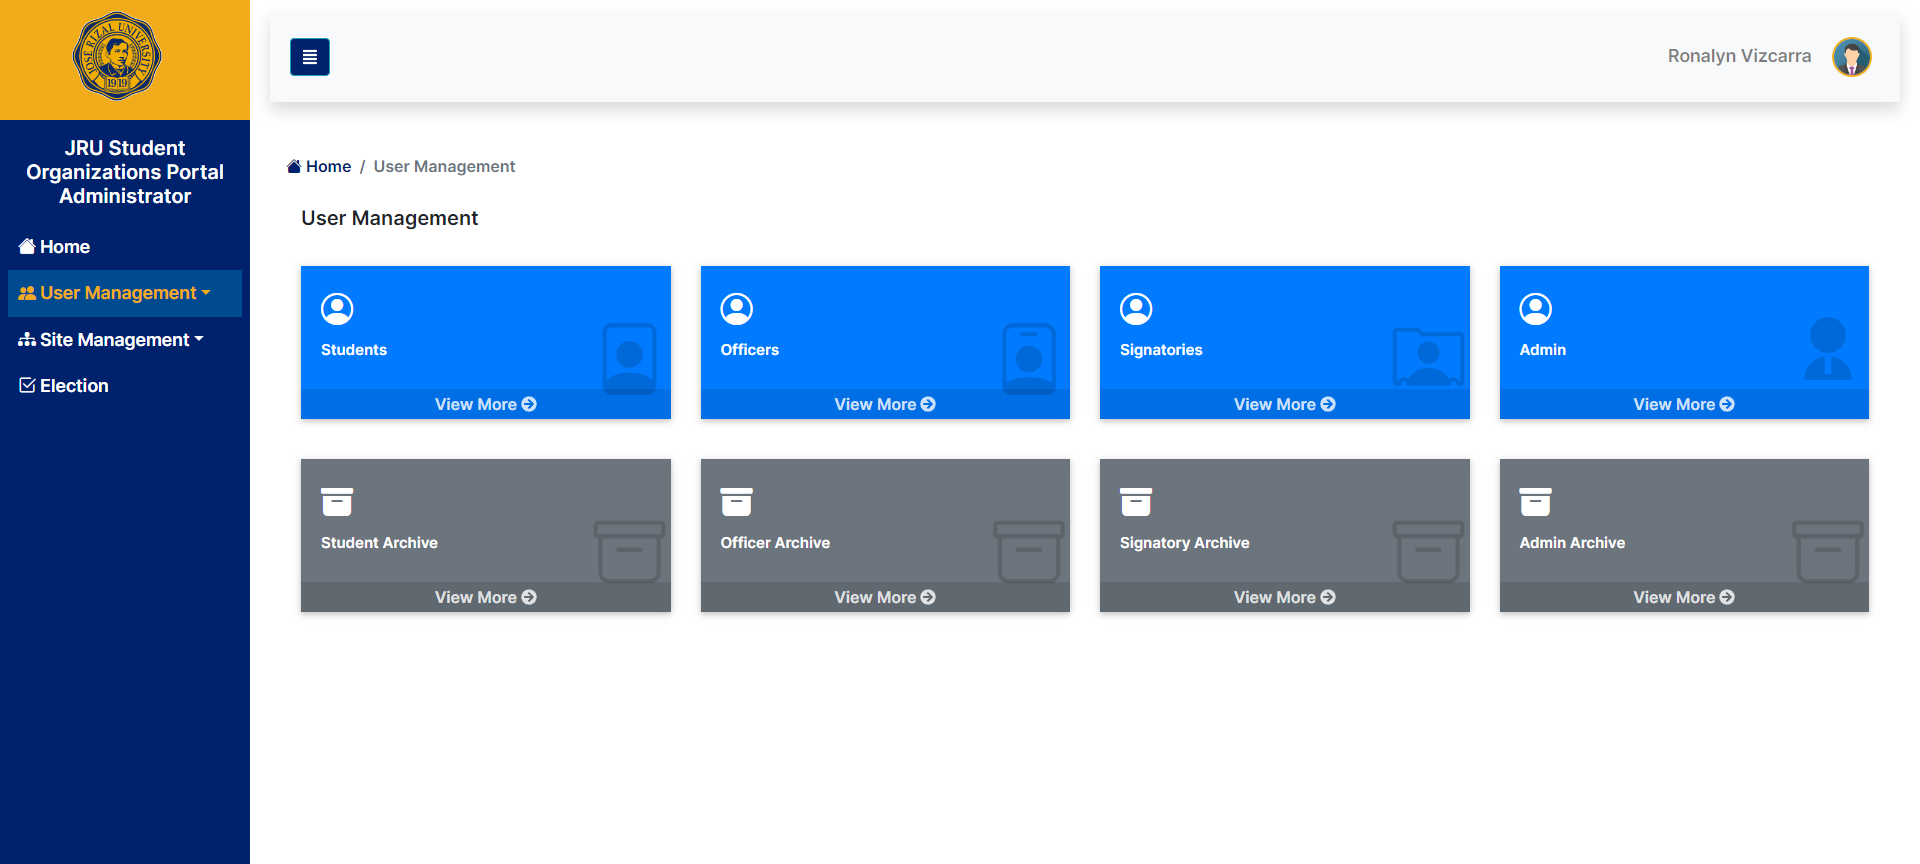 JOSE RIZAL UNIVERSITY
1919
JRU Student
Organizations Portal
Administrator
Home
User Management
Site Management
Election
Ronalyn Vizcarra
Home / User Management
User Management
Students
View More
Officers
View More
Signatories
View More
Admin
View More
Student Archive
View More
Officer Archive
View More
Signatory Archive
View More
Admin Archive
View More